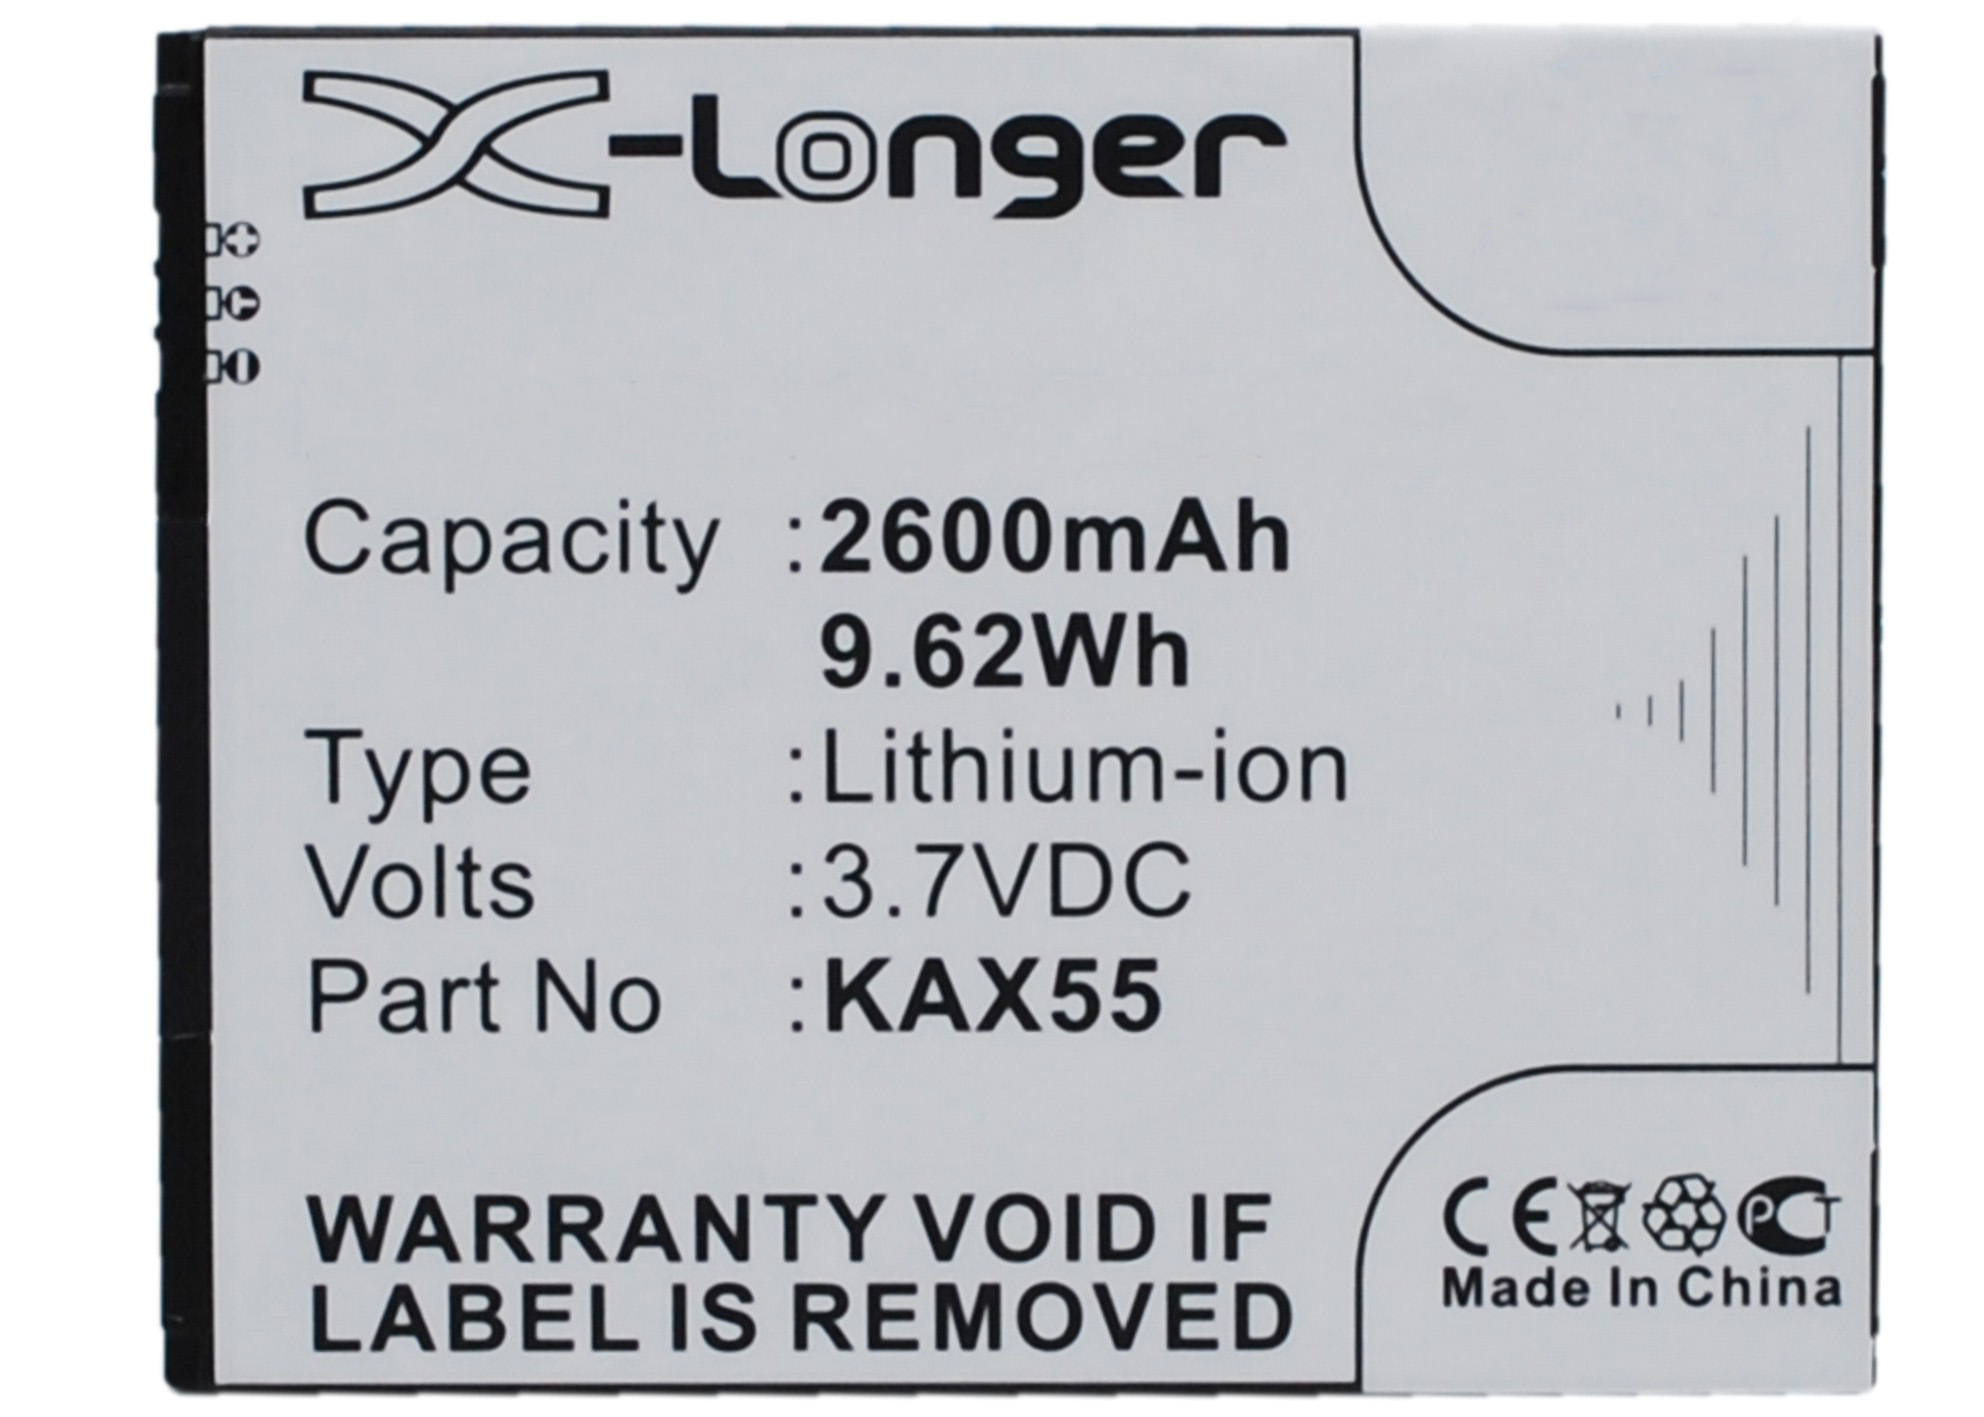 X-Longer
Capacity :2600mAh
9.62Wh
Type :Lithium-ion
Volts :3.7VDC
Part No :KAX55
WARRANTY VOID IF
LABEL IS REMOVED
CE PCT
Made In China